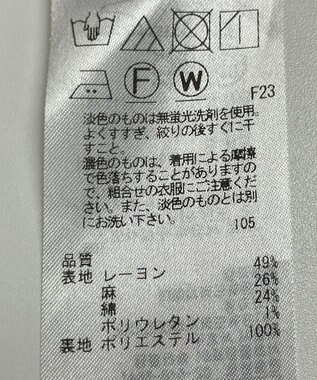 F
W
F23
淡色のものは無蛍光洗剤を使用。
よくすすぎ、絞りの後すぐに干
すこと。
濃色のものは、着用による摩擦
で色落ちすることがありますの
で、組合せの衣服にご注意くだ
さい。また、淡色のものとは別
にお洗い下さい。
105
品質
表地 レーヨン 49%
麻 26%
綿 24%
ポリウレタン 1%
裏地 ポリエステル 100%